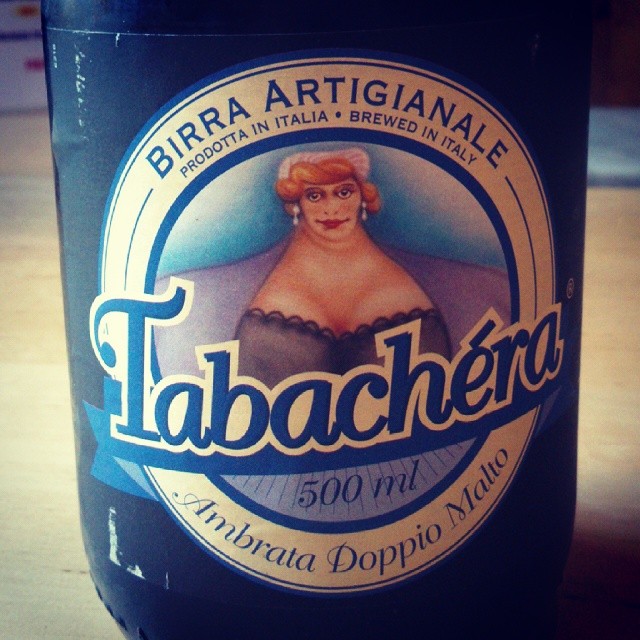 BIRRA ARTIGIANALE
PRODOTTA IN ITALIA • BREWED IN ITALY
Tabachéra®
500 ml
Ambrata Doppio Malto